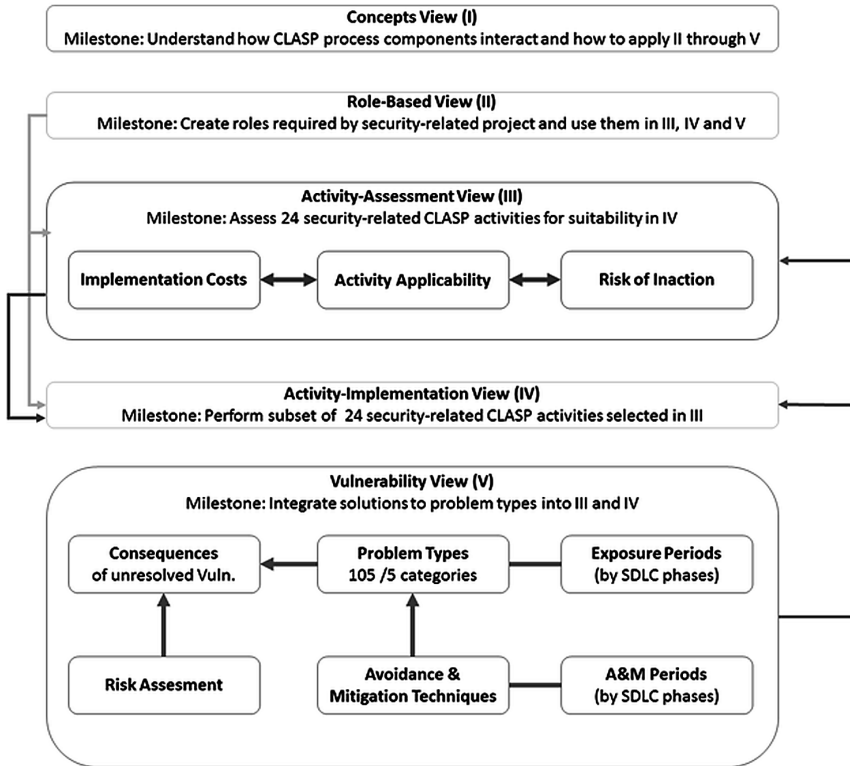 Concepts View (I)
Milestone: Understand how CLASP process components interact and how to apply II through V
Role-Based View (II)
Milestone: Create roles required by security-related project and use them in III, IV and V
Activity-Assessment View (III)
Milestone: Assess 24 security-related CLASP activities for suitability in IV
Implementation Costs
Activity Applicability
Risk of Inaction
Activity-Implementation View (IV)
Milestone: Perform subset of 24 security-related CLASP activities selected in III
Vulnerability View (V)
Milestone: Integrate solutions to problem types into III and IV
Consequences
of unresolved Vuln.
Problem Types
105 /5 categories
Exposure Periods
(by SDLC phases)
Risk Assesment
Avoidance &
Mitigation Techniques
A&M Periods
(by SDLC phases)